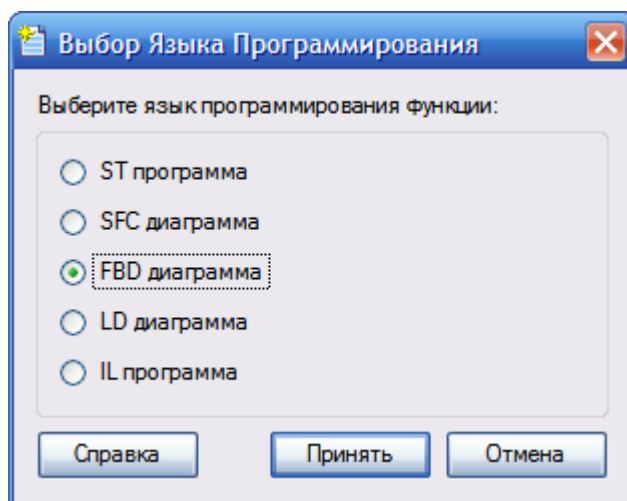 Выбор Языка Программирования
Выберите язык программирования функции:
ST программа
SFC диаграмма
FBD диаграмма
LD диаграмма
IL программа
Справка Принять Отмена